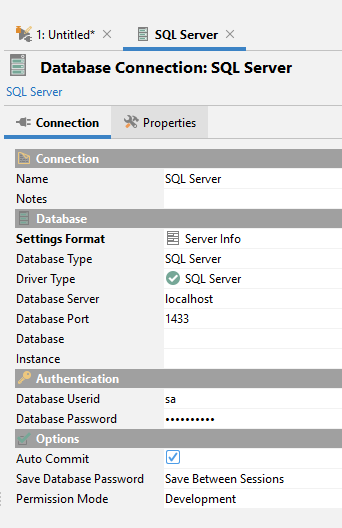 1: Untitled* × SQL Server ×
Database Connection: SQL Server
SQL Server
Connection Properties
Connection
Name SQL Server
Notes
Database
Settings Format Server Info
Database Type SQL Server
Driver Type SQL Server
Database Server localhost
Database Port 1433
Database
Instance
Authentication
Database Userid sa
Database Password ••••••••••
Options
Auto Commit
Save Database Password Save Between Sessions
Permission Mode Development